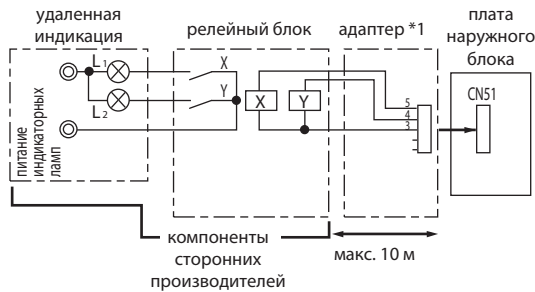 удаленная
индикация
релейный блок
адаптер *1
плата
наружного
блока
L1
L2
X
Y
X
Y
5
4
3
CN51
питание
индикаторных
ламп
компоненты
сторонних
производителей
макс. 10 м